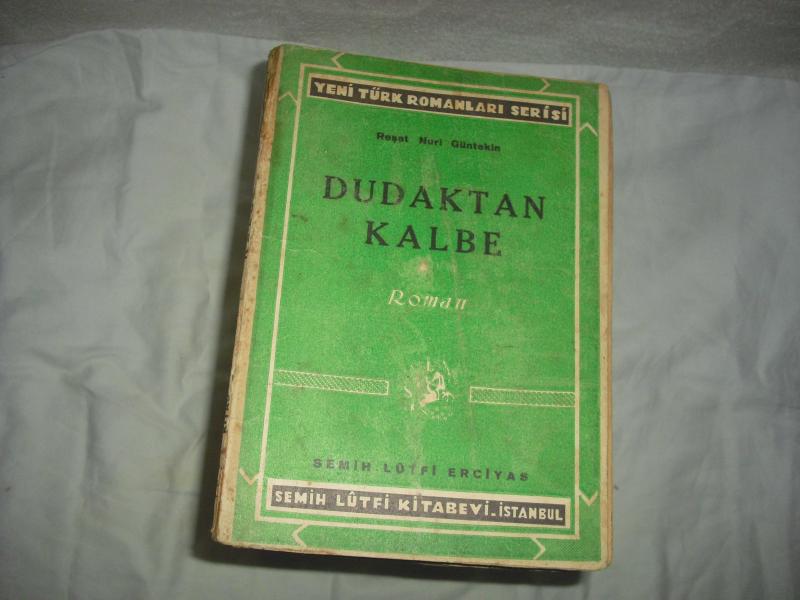 YENİ TÜRK ROMANLARI SERİSİ
Reşat Nuri Güntekin
DUDAKTAN
KALBE
Roman
SEMİH LÛTFİ ERCİYAS
SEMİH LÛTFİ KİTABEVİ-İSTANBUL